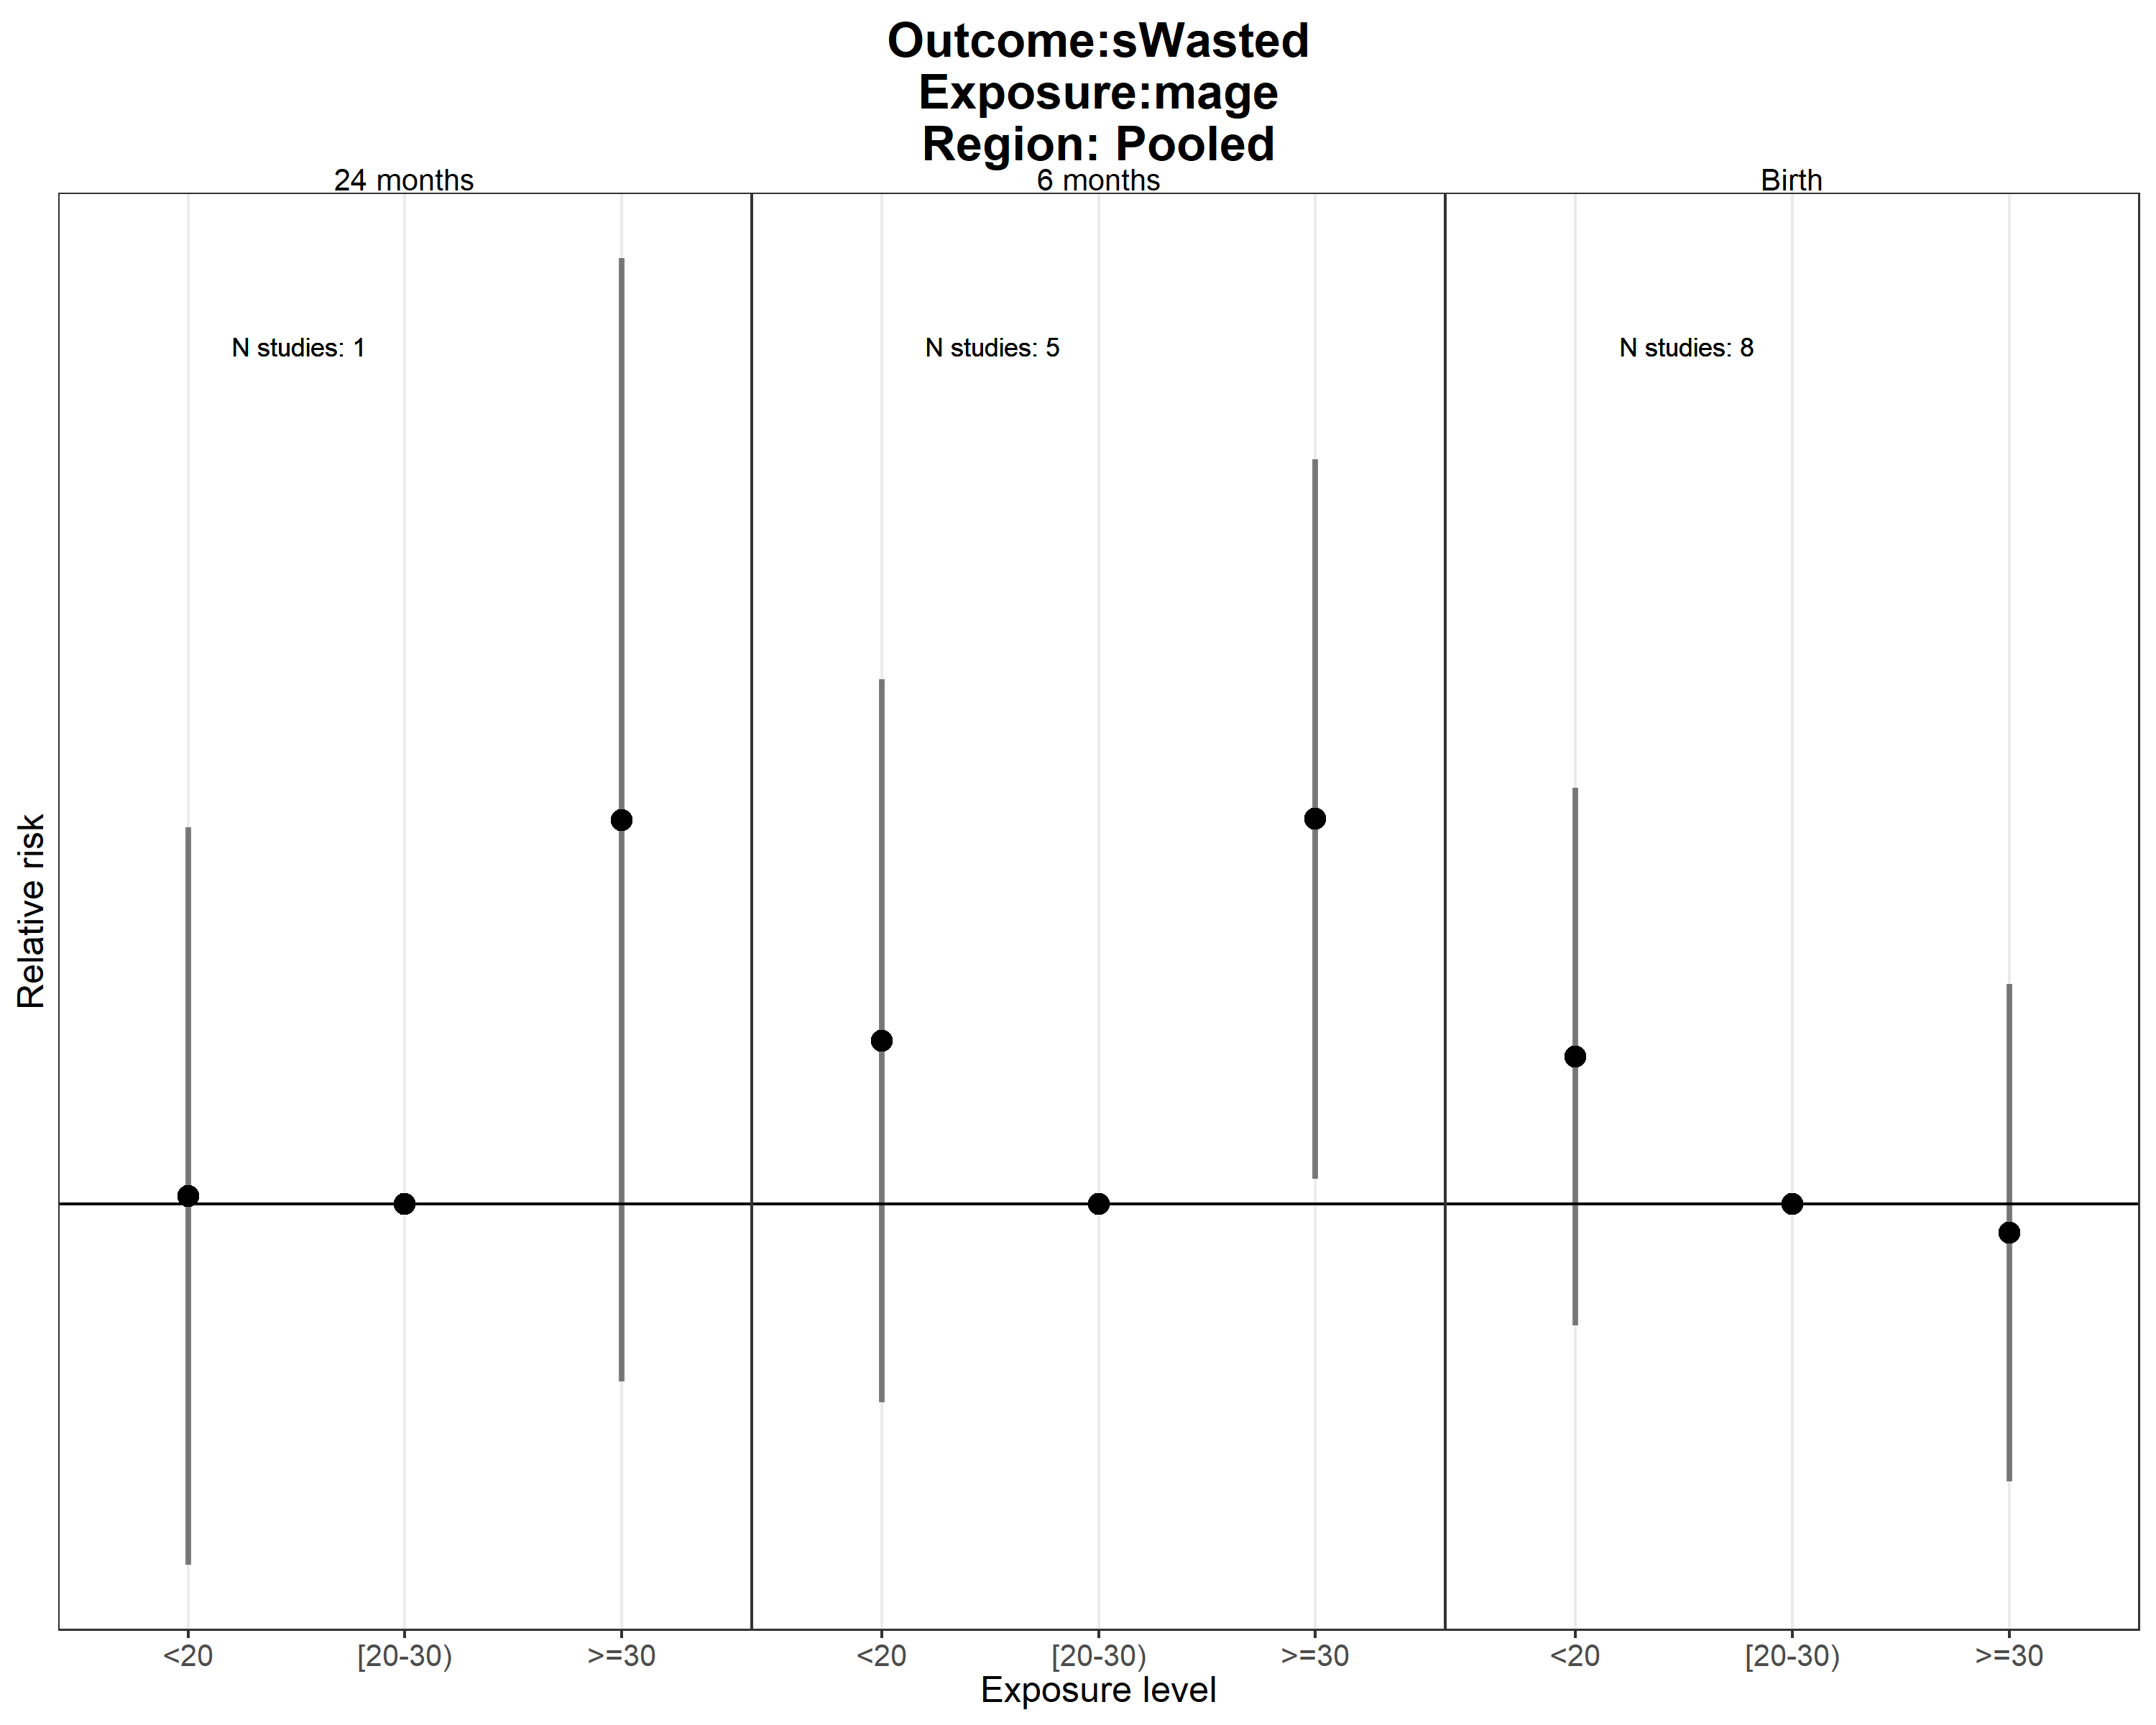 Outcome:sWasted
Exposure:mage
Region: Pooled
24 months
6 months
Birth
N studies: 1
N studies: 5
N studies: 8
Relative risk
<20
[20-30)
>=30
<20
[20-30)
>=30
<20
[20-30)
>=30
Exposure level